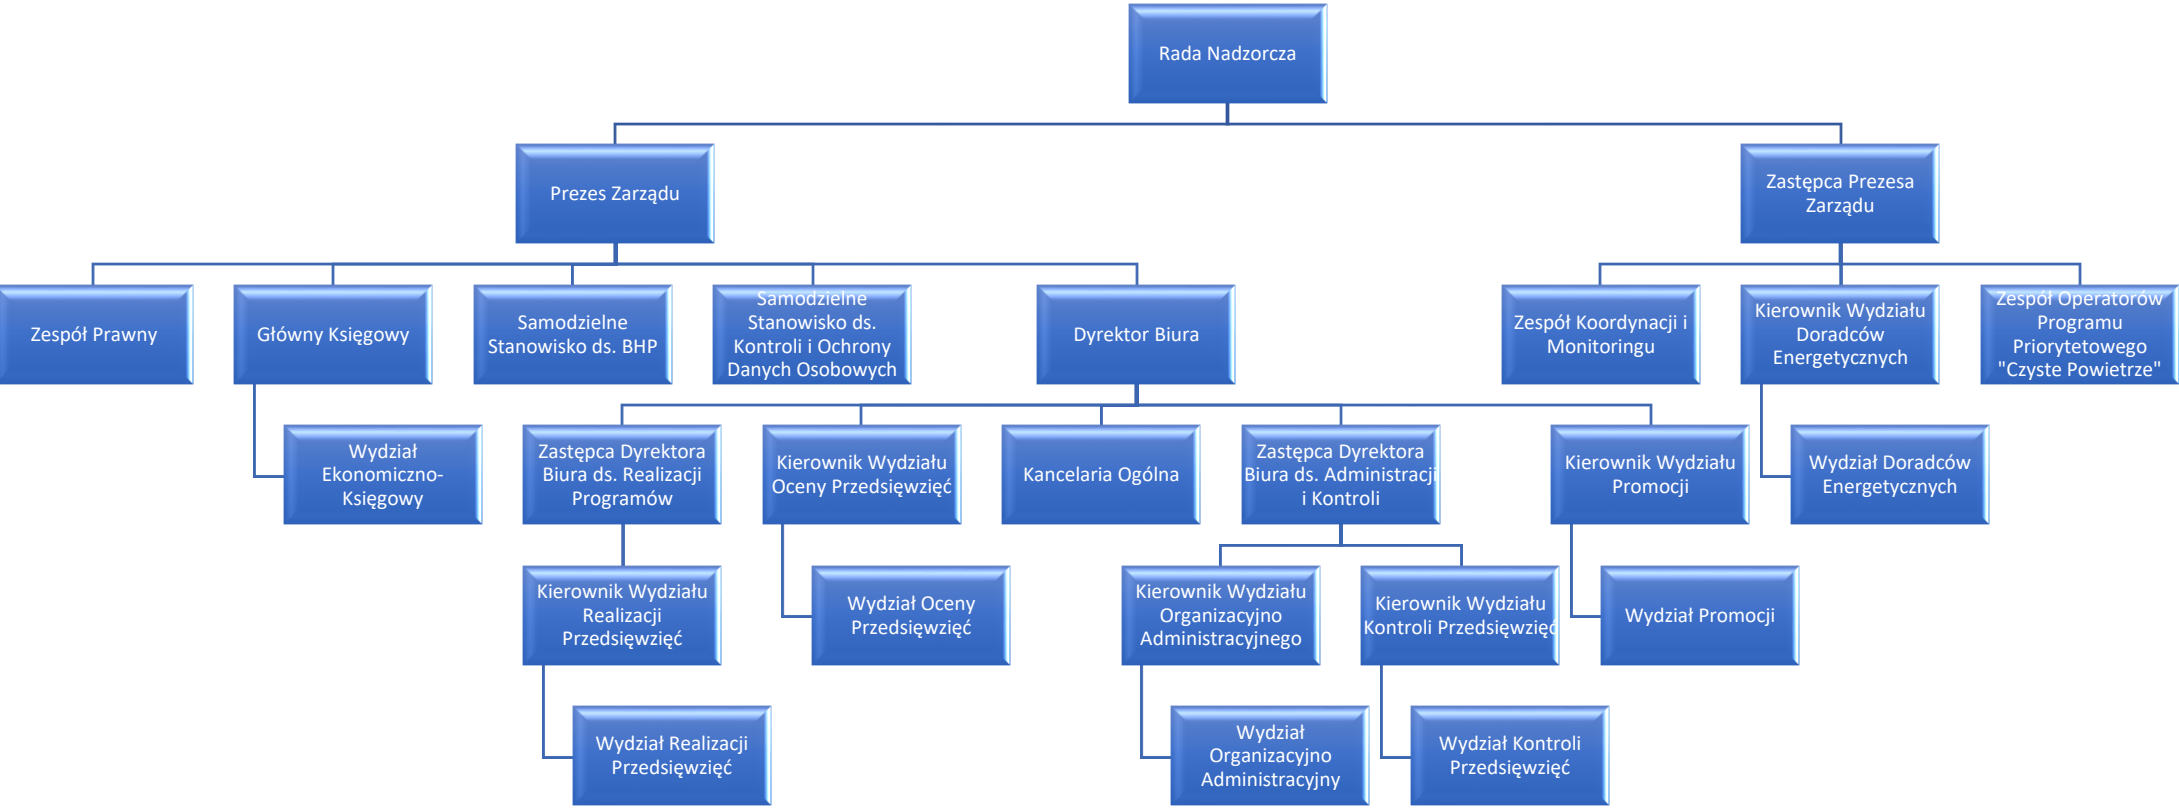 Rada Nadzorcza
Prezes Zarządu
Zastępca Prezesa
Zarządu
Zespół Prawny
Główny Księgowy
Samodzielne
Stanowisko ds. BHP
Samodzielne
Stanowisko ds.
Kontroli i Ochrony
Danych Osobowych
Dyrektor Biura
Zespół Koordynacji i
Monitoringu
Kierownik Wydziału
Doradców
Energetycznych
Zespół Operatorów
Programu
Priorytetowego
"Czyste Powietrze"
Wydział
Ekonomiczno-
Księgowy
Zastępca Dyrektora
Biura ds. Realizacji
Programów
Kierownik Wydziału
Oceny Przedsięwzięć
Kancelaria Ogólna
Zastępca Dyrektora
Biura ds. Administracji
i Kontroli
Kierownik Wydziału
Promocji
Wydział Doradców
Energetycznych
Kierownik Wydziału
Realizacji
Przedsięwzięć
Wydział Oceny
Przedsięwzięć
Kierownik Wydziału
Organizacyjno
Administracyjnego
Kierownik Wydziału
Kontroli Przedsięwzięć
Wydział Promocji
Wydział Realizacji
Przedsięwzięć
Wydział
Organizacyjno
Administracyjny
Wydział Kontroli
Przedsięwzięć